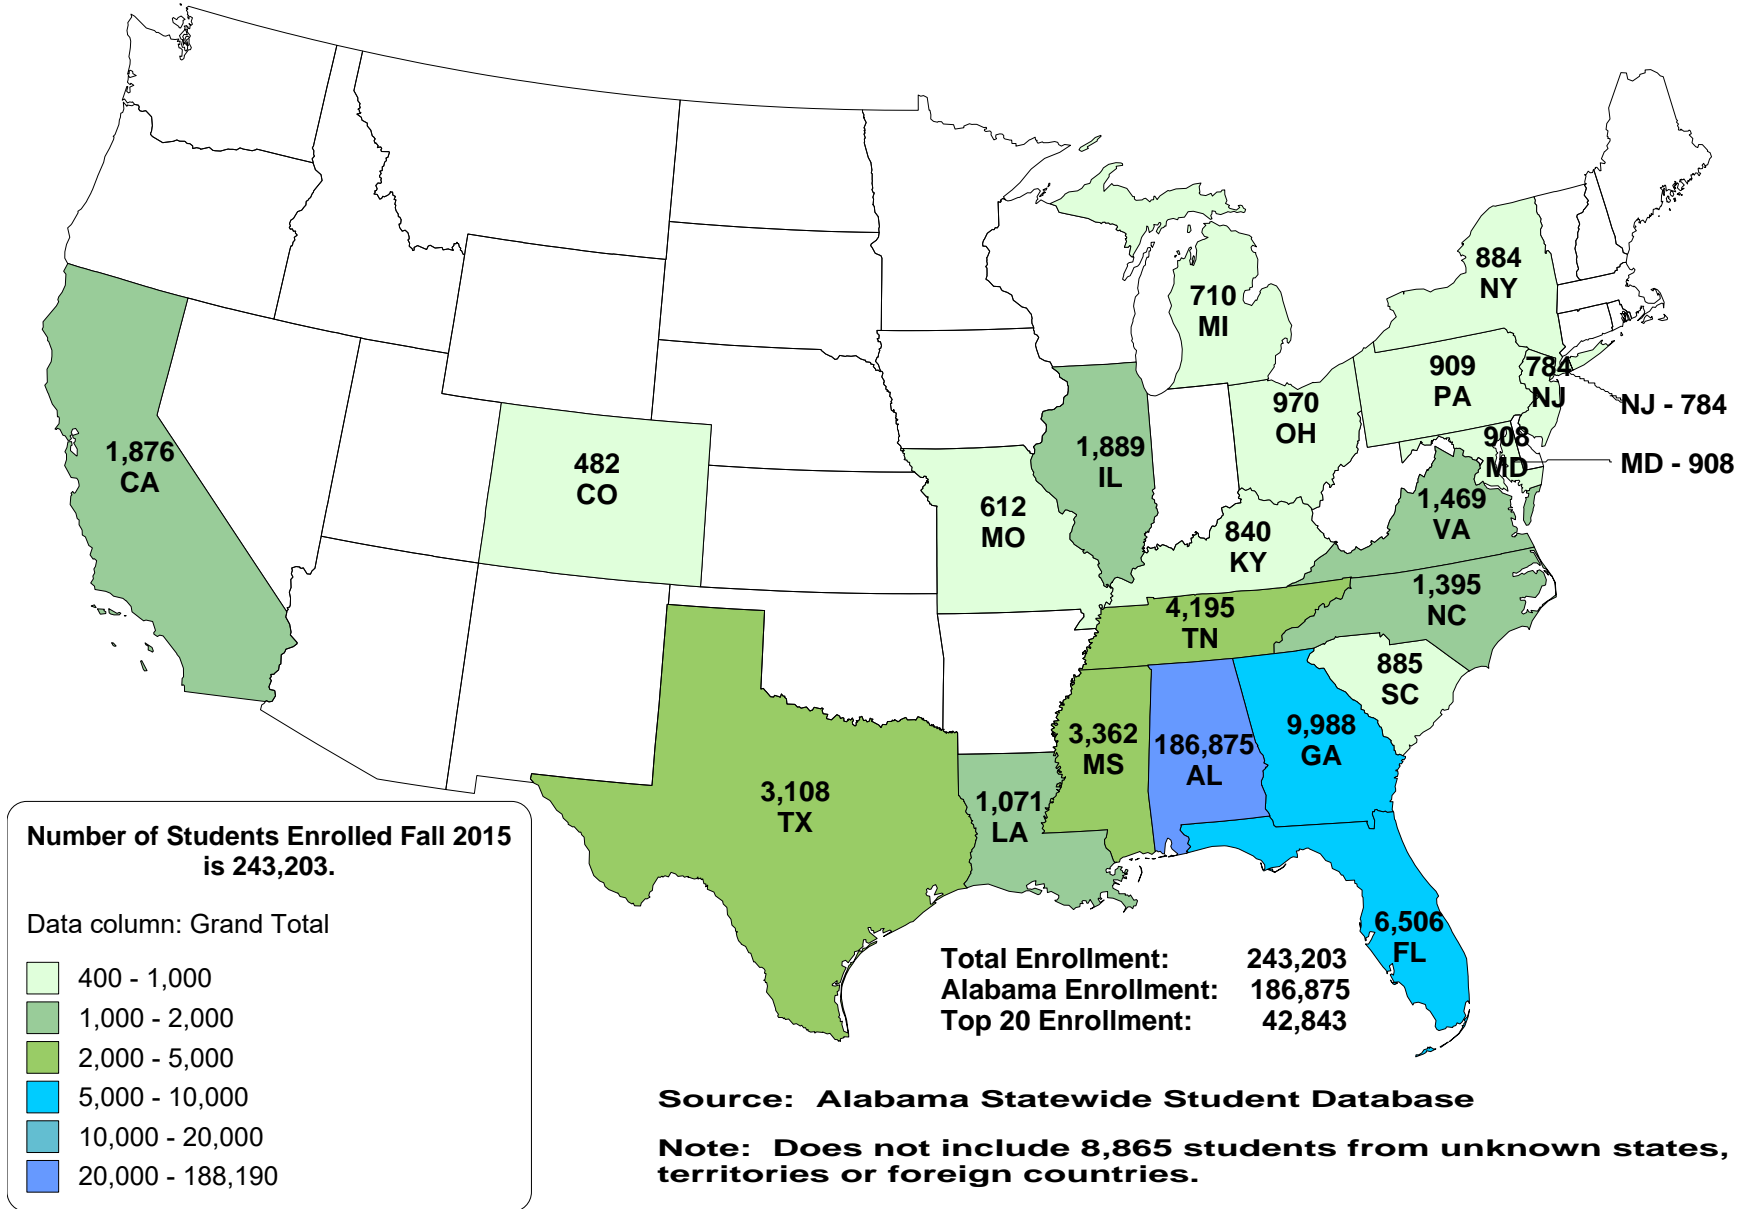 884
NY
710
MI
909
PA
784
NJ
NJ - 784
970
OH
908
MD
MD - 908
1,876
CA
482
CO
1,889
IL
612
MO
1,469
VA
840
KY
1,395
NC
4,195
TN
885
SC
3,362
MS
186,875
AL
9,988
GA
3,108
TX
1,071
LA
6,506
FL
Number of Students Enrolled Fall 2015
is 243,203.
Data column: Grand Total
400 - 1,000
1,000 - 2,000
2,000 - 5,000
5,000 - 10,000
10,000 - 20,000
20,000 - 188,190
Total Enrollment: 243,203
Alabama Enrollment: 186,875
Top 20 Enrollment: 42,843
Source: Alabama Statewide Student Database
Note: Does not include 8,865 students from unknown states,
territories or foreign countries.